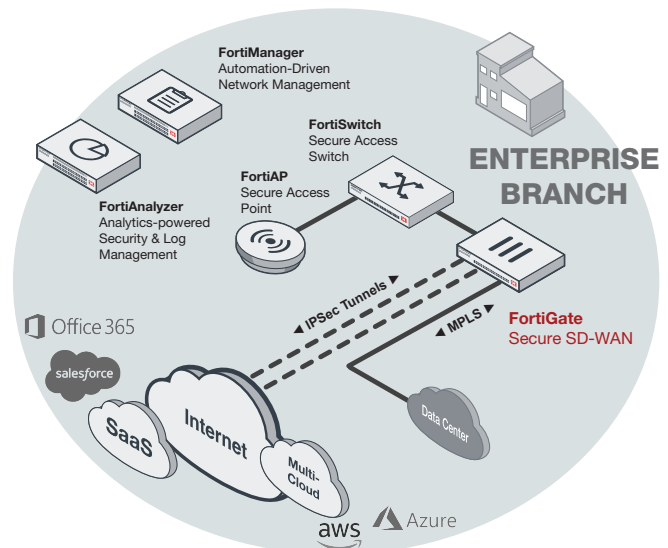 FortiManager
Automation-Driven
Network Management
FortiSwitch
Secure Access
Switch
ENTERPRISE
BRANCH
FortiAP
Secure Access
Point
FortiAnalyzer
Analytics-powered
Security & Log
Management
◄ IPSec Tunnels ►
◄ MPLS ►
FortiGate
Secure SD-WAN
Office 365
salesforce
SaaS
Internet
Multi-
Cloud
Data Center
aws
Azure